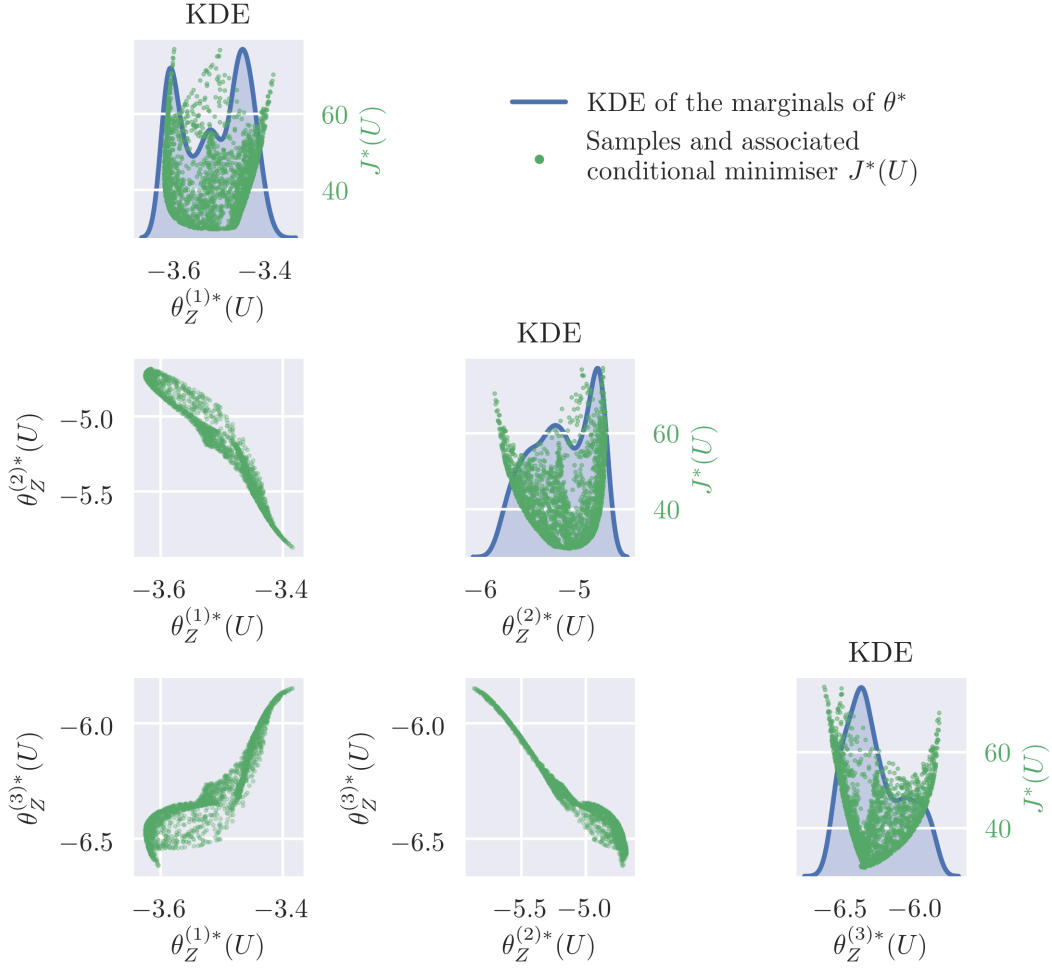 KDE
KDE of the marginals of θ*
Samples and associated
conditional minimiser J*(U)
60
40
J*(U)
−3.6
−3.4
θ_Z^{(1)*}(U)
KDE
θ_Z^{(2)*}(U)
−5.0
−5.5
−3.6
−3.4
θ_Z^{(1)*}(U)
60
40
J*(U)
−6
−5
θ_Z^{(2)*}(U)
KDE
θ_Z^{(3)*}(U)
−6.0
−6.5
−3.6
−3.4
θ_Z^{(1)*}(U)
θ_Z^{(3)*}(U)
−6.0
−6.5
−5.5
−5.0
θ_Z^{(2)*}(U)
60
40
J*(U)
−6.5
−6.0
θ_Z^{(3)*}(U)